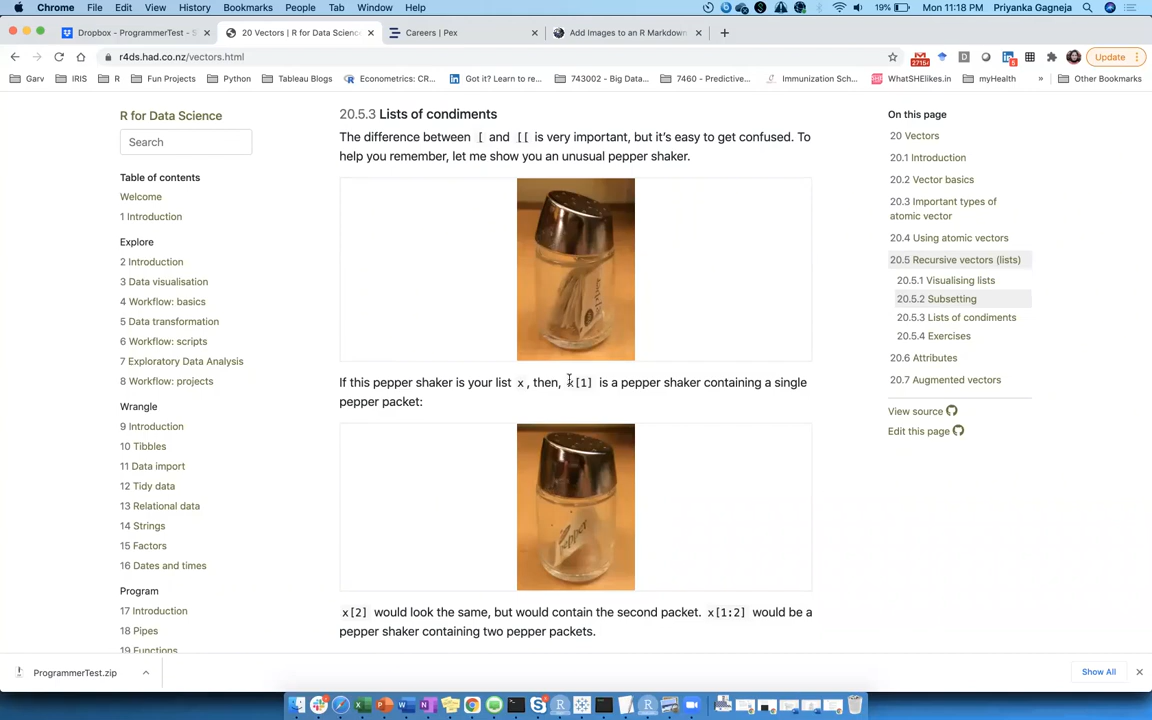 Chrome File Edit View History Bookmarks People Tab Window Help 19% Mon 11:18 PM Priyanka Gagneja
Dropbox - ProgrammerTest - S × 20 Vectors | R for Data Science × Careers | Pex × Add Images to an R Markdown ×
r4ds.had.co.nz/vectors.html Update
Garv IRIS R Fun Projects Python Tableau Blogs Econometrics: CR... Got it? Learn to re... 743002 - Big Data... 7460 - Predictive... Immunization Sch... WhatSHElikes.in myHealth » Other Bookmarks
R for Data Science
Search
Table of contents
Welcome
1 Introduction
Explore
2 Introduction
3 Data visualisation
4 Workflow: basics
5 Data transformation
6 Workflow: scripts
7 Exploratory Data Analysis
8 Workflow: projects
Wrangle
9 Introduction
10 Tibbles
11 Data import
12 Tidy data
13 Relational data
14 Strings
15 Factors
16 Dates and times
Program
17 Introduction
18 Pipes
19 Functions
20.5.3 Lists of condiments
The difference between [ and [[ is very important, but it's easy to get confused. To
help you remember, let me show you an unusual pepper shaker.
If this pepper shaker is your list x, then, x[1] is a pepper shaker containing a single
pepper packet:
pepper
x[2] would look the same, but would contain the second packet. x[1:2] would be a
pepper shaker containing two pepper packets.
On this page
20 Vectors
20.1 Introduction
20.2 Vector basics
20.3 Important types of
atomic vector
20.4 Using atomic vectors
20.5 Recursive vectors (lists)
20.5.1 Visualising lists
20.5.2 Subsetting
20.5.3 Lists of condiments
20.5.4 Exercises
20.6 Attributes
20.7 Augmented vectors
View source
Edit this page
ProgrammerTest.zip
Show All